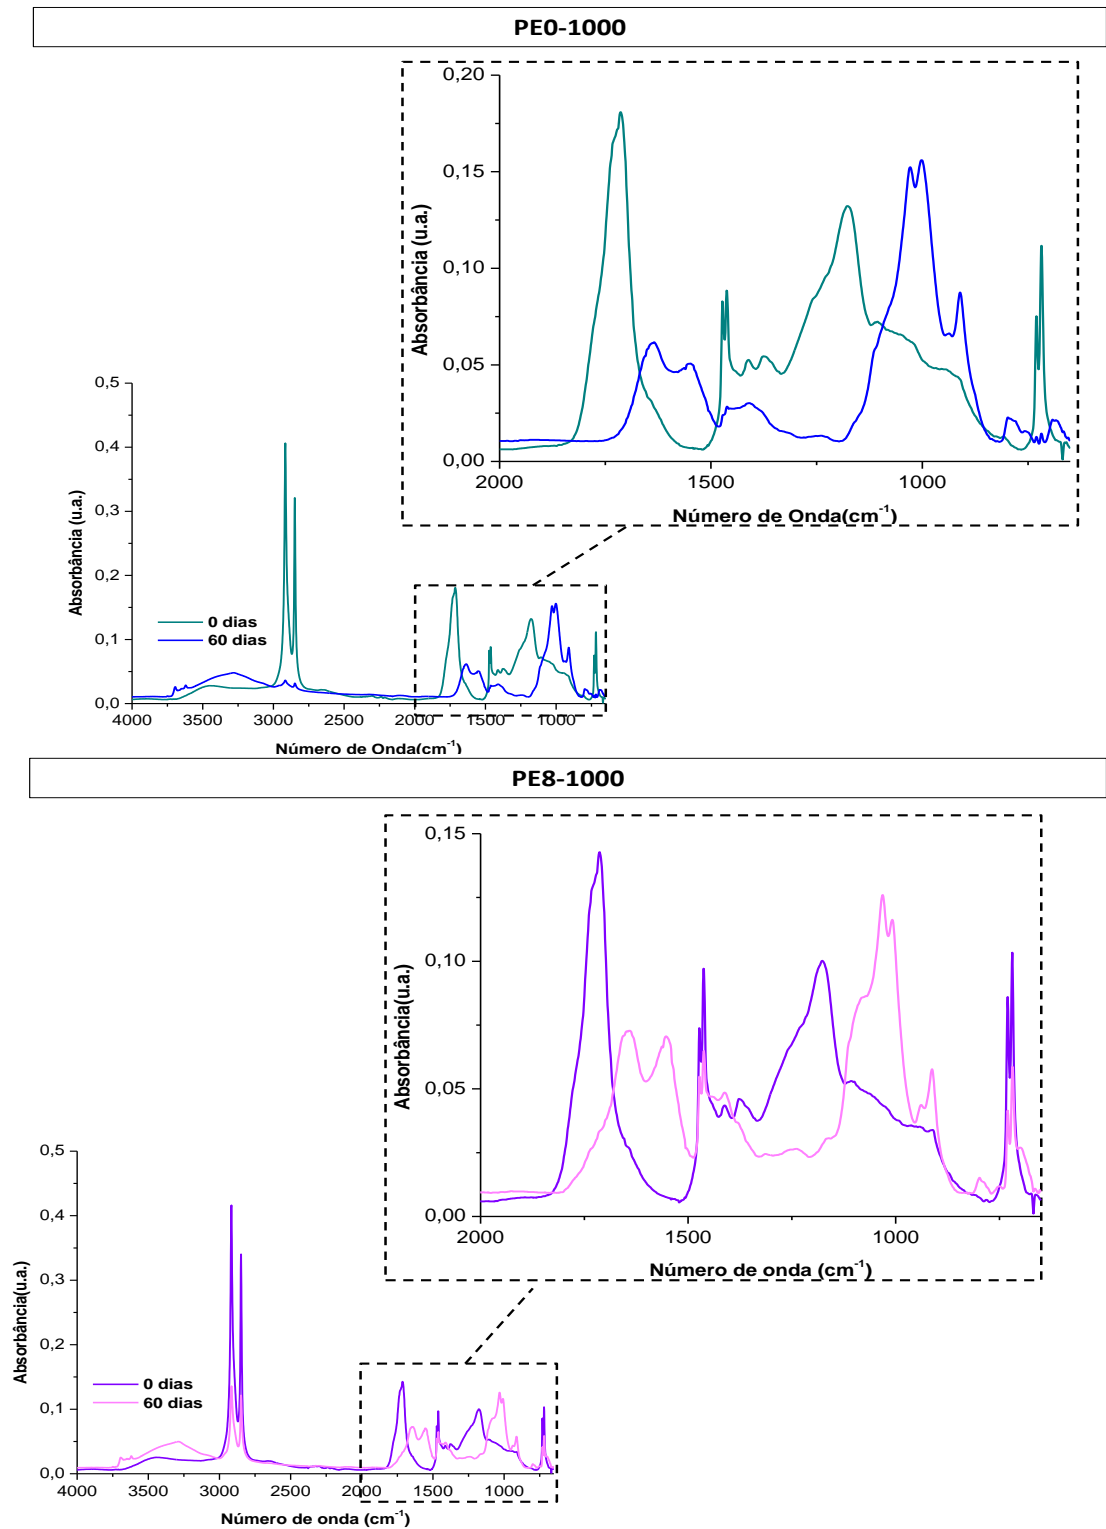 PE0-1000
0,20
0,15
0,10
0,05
0,00
Absorbância (u.a.)
2000 1500 1000
Número de Onda(cm⁻¹)
0,5
0,4
0,3
0,2
0,1
0,0
Absorbância (u.a.)
0 dias
60 dias
4000 3500 3000 2500 2000 1500 1000
Número de Onda(cm⁻¹)
PE8-1000
0,15
0,10
0,05
0,00
Absorbância(u.a.)
2000 1500 1000
Número de onda (cm⁻¹)
0,5
0,4
0,3
0,2
0,1
0,0
Absorbância(u.a.)
0 dias
60 dias
4000 3500 3000 2500 2000 1500 1000
Número de onda (cm⁻¹)